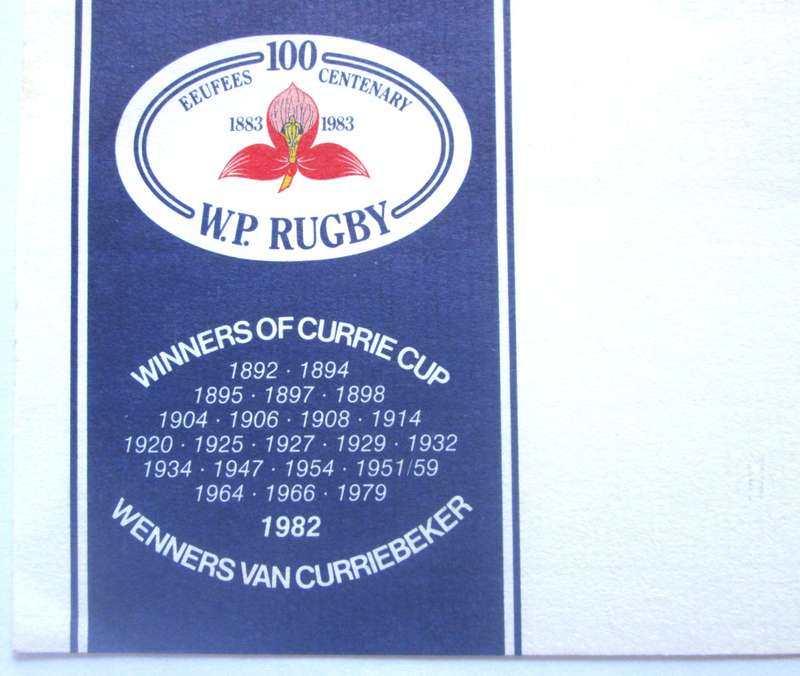 100
EEUFEES CENTENARY
1883 1983
W.P. RUGBY
WINNERS OF CURRIE CUP
1892 · 1894
1895 · 1897 · 1898
1904 · 1906 · 1908 · 1914
1920 · 1925 · 1927 · 1929 · 1932
1934 · 1947 · 1954 · 1951/59
1964 · 1966 · 1979
1982
WENNERS VAN CURRIEBEKER